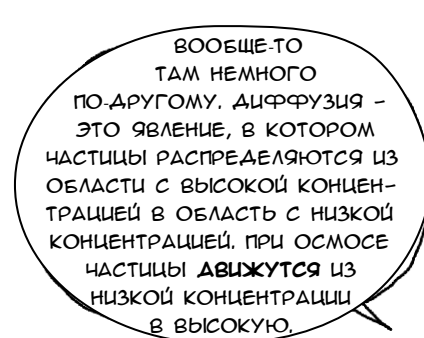 ВООБЩЕ-ТО
ТАМ НЕМНОГО
ПО-ДРУГОМУ. ДИФФУЗИЯ –
ЭТО ЯВЛЕНИЕ, В КОТОРОМ
ЧАСТИЦЫ РАСПРЕДЕЛЯЮТСЯ ИЗ
ОБЛАСТИ С ВЫСОКОЙ КОНЦЕН-
ТРАЦИЕЙ В ОБЛАСТЬ С НИЗКОЙ
КОНЦЕНТРАЦИЕЙ. ПРИ ОСМОСЕ
ЧАСТИЦЫ ДВИЖУТСЯ ИЗ
НИЗКОЙ КОНЦЕНТРАЦИИ
В ВЫСОКУЮ.